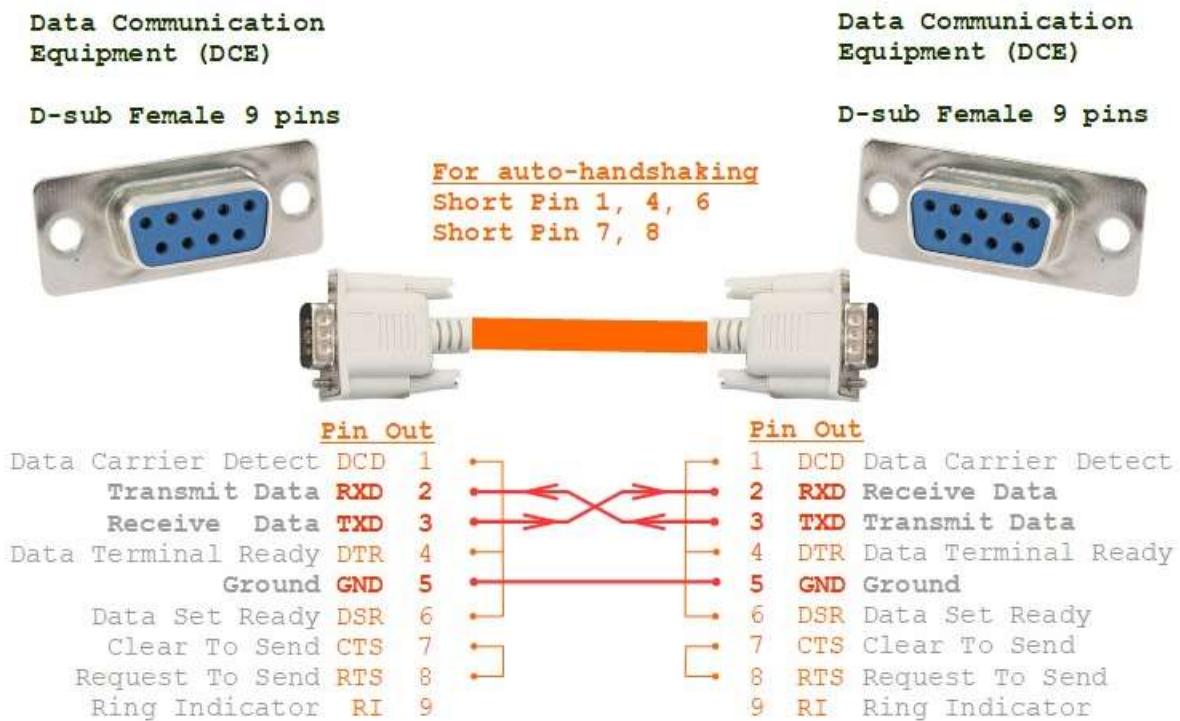 Data Communication
Equipment (DCE)
D-sub Female 9 pins
Data Communication
Equipment (DCE)
D-sub Female 9 pins
For auto-handshaking
Short Pin 1, 4, 6
Short Pin 7, 8
Pin Out
Data Carrier Detect DCD 1
Transmit Data RXD 2
Receive Data TXD 3
Data Terminal Ready DTR 4
Ground GND 5
Data Set Ready DSR 6
Clear To Send CTS 7
Request To Send RTS 8
Ring Indicator RI 9
Pin Out
1 DCD Data Carrier Detect
2 RXD Receive Data
3 TXD Transmit Data
4 DTR Data Terminal Ready
5 GND Ground
6 DSR Data Set Ready
7 CTS Clear To Send
8 RTS Request To Send
9 RI Ring Indicator